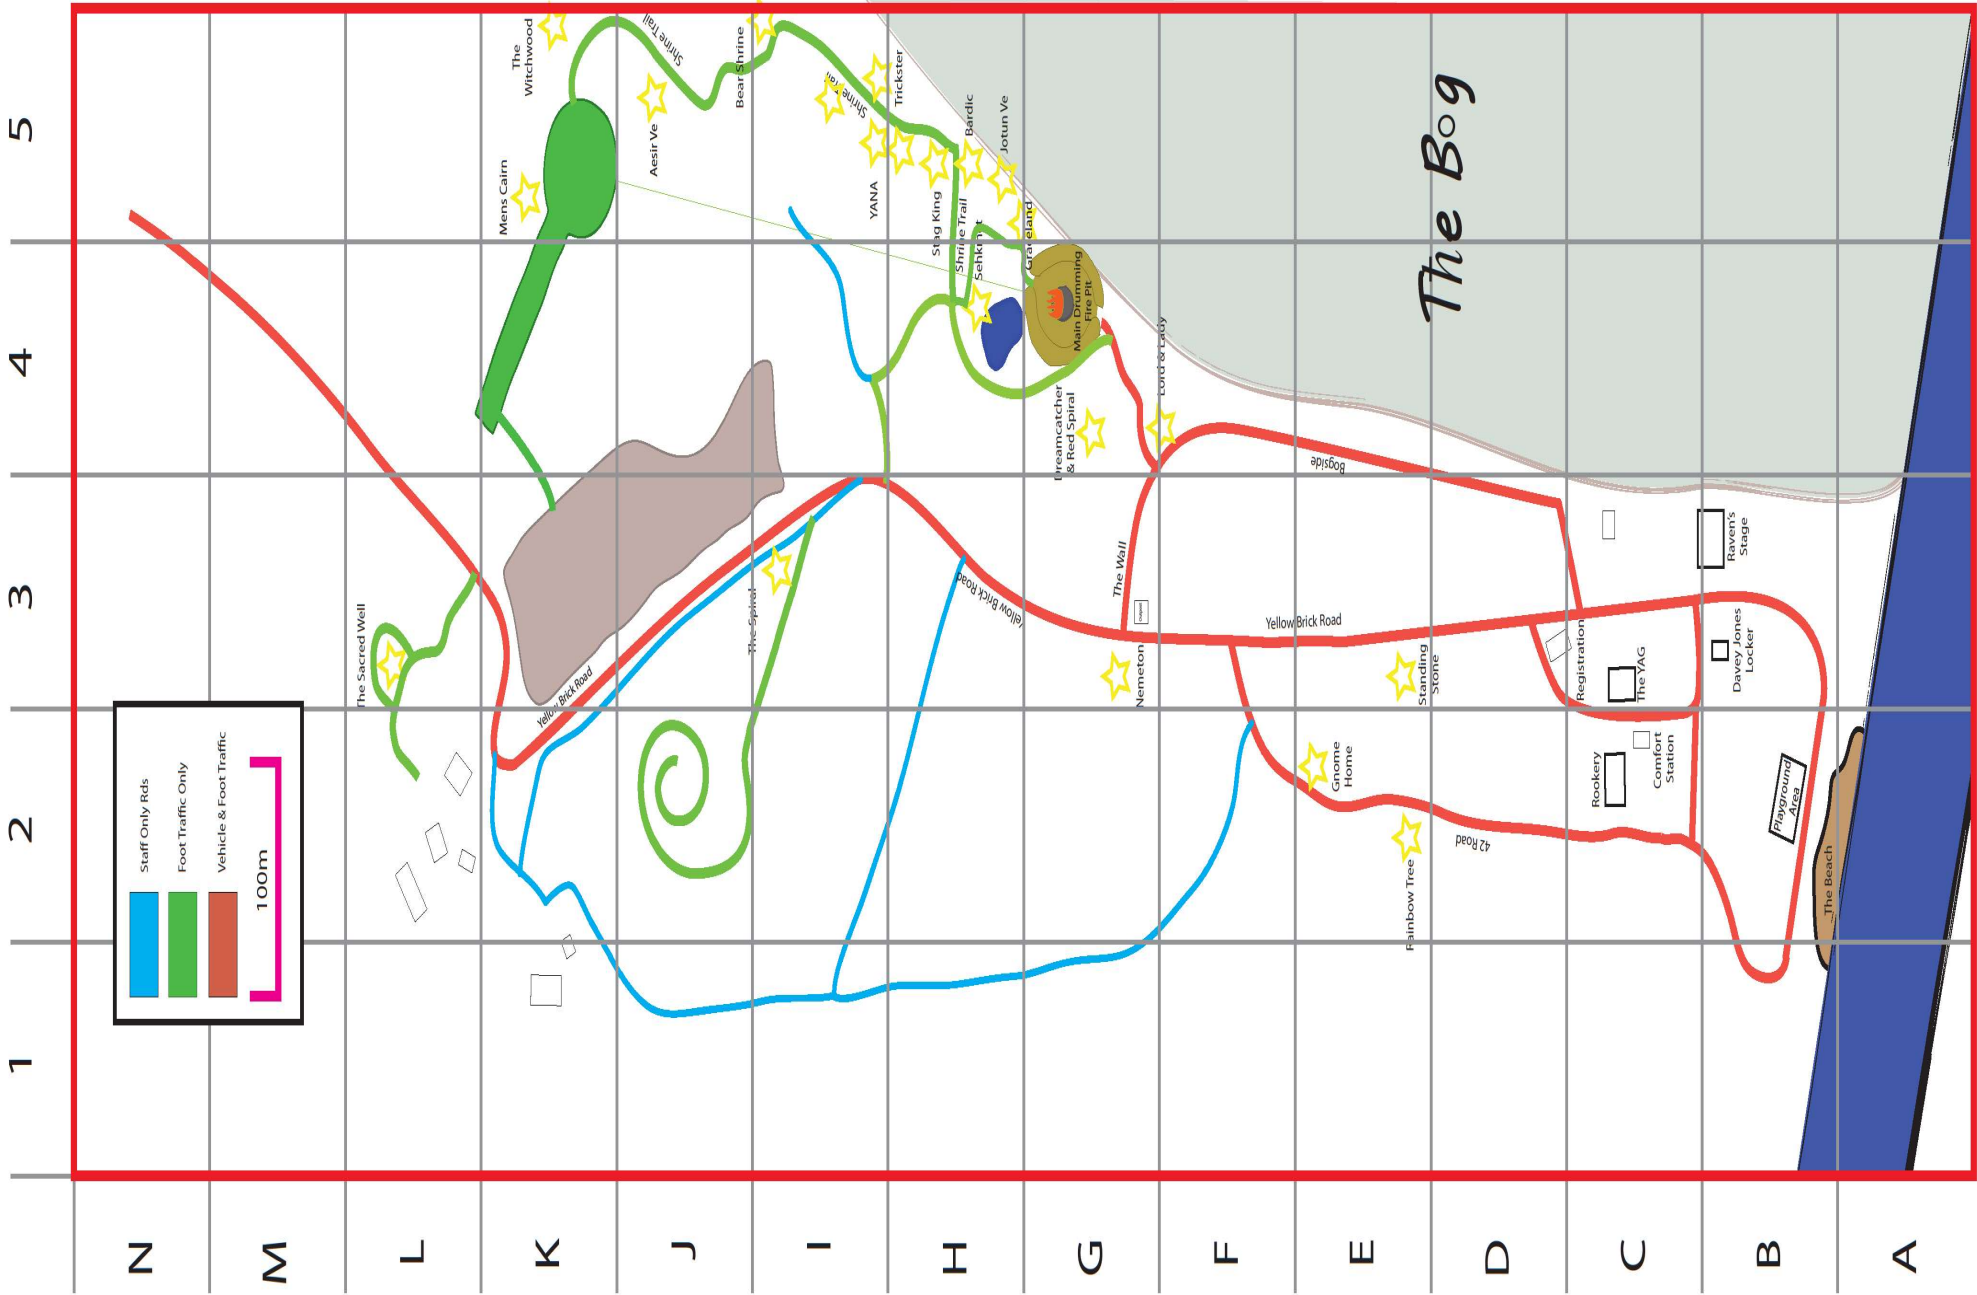 5
4
3
2
1
N
M
L
K
J
I
H
G
F
E
D
C
B
A
Staff Only Rds
Foot Traffic Only
Vehicle & Foot Traffic
100m
The
Witchwood
Shrine Trail
Bear Shrine
Aesir Ve
Mens Cairn
Shrine Trail
Trickster
YANA
Stag King
Shrine Trail
Sehkmet
Bardic
Jotun Ve
Graceland
Main Drumming
Fire Pit
The Bog
Dreamcatcher
& Red Spiral
Lord & Lady
Bogside
The Sacred Well
Yellow Brick Road
The Spiral
Yellow Brick Road
The Wall
Yellow Brick Road
Nemeton
Standing
Stone
Registration
The YAG
Raven's
Stage
Davey Jones
Locker
Gnome
Home
Rainbow Tree
42 Road
Rookery
Comfort
Station
Playground
Area
The Beach